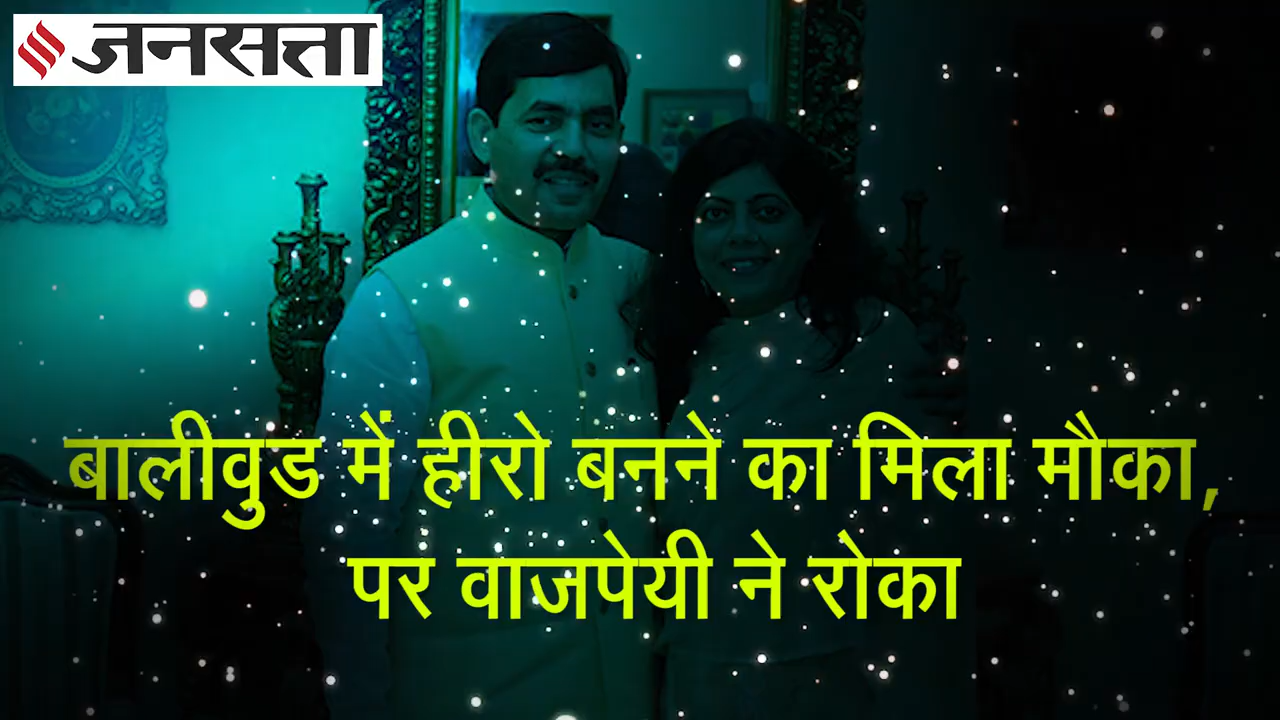 जनसत्ता
बालीवुड में हीरो बनने का मिला मौका,
पर वाजपेयी ने रोका